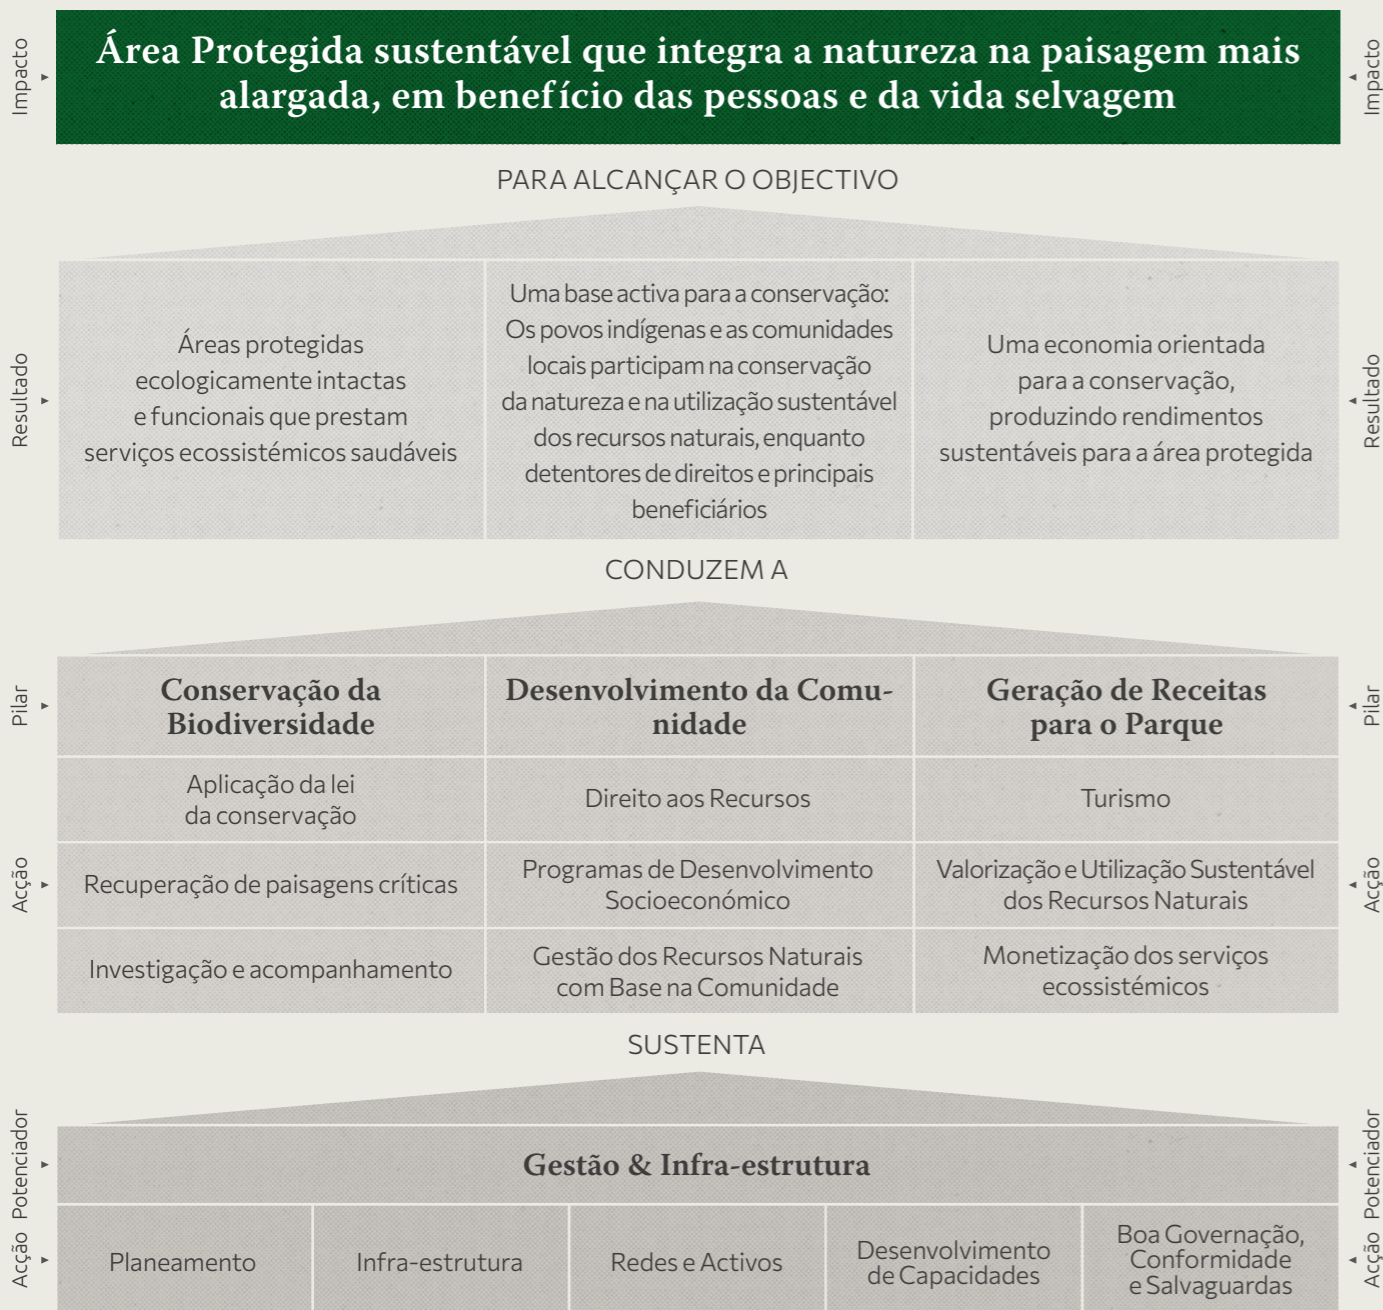 Impacto
Área Protegida sustentável que integra a natureza na paisagem mais
alargada, em benefício das pessoas e da vida selvagem
Impacto
PARA ALCANÇAR O OBJECTIVO
Resultado
Áreas protegidas
ecologicamente intactas
e funcionais que prestam
serviços ecossistémicos saudáveis
Uma base activa para a conservação:
Os povos indígenas e as comunidades
locais participam na conservação
da natureza e na utilização sustentável
dos recursos naturais, enquanto
detentores de direitos e principais
beneficiários
Uma economia orientada
para a conservação,
produzindo rendimentos
sustentáveis para a área protegida
Resultado
CONDUZEM A
Pilar
Conservação da
Biodiversidade
Desenvolvimento da Comu-
nidade
Geração de Receitas
para o Parque
Pilar
Aplicação da lei
da conservação
Direito aos Recursos
Turismo
Acção
Recuperação de paisagens críticas
Programas de Desenvolvimento
Socioeconómico
Valorização e Utilização Sustentável
dos Recursos Naturais
Acção
Investigação e acompanhamento
Gestão dos Recursos Naturais
com Base na Comunidade
Monetização dos serviços
ecossistémicos
SUSTENTA
Potenciador
Gestão & Infra-estrutura
Potenciador
Acção
Planeamento
Infra-estrutura
Redes e Activos
Desenvolvimento
de Capacidades
Boa Governação,
Conformidade
e Salvaguardas
Acção